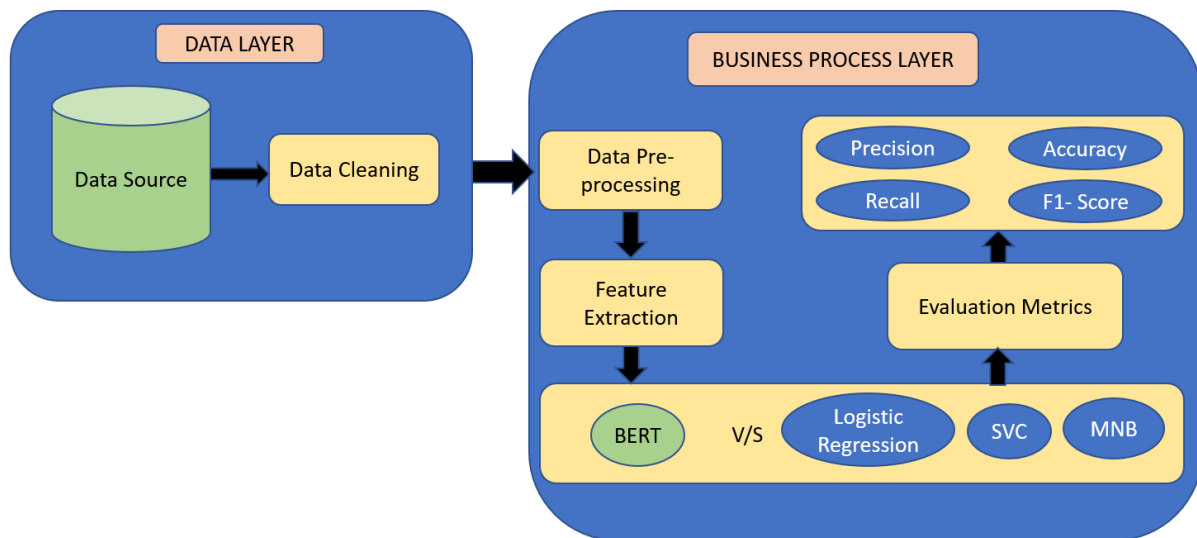 DATA LAYER
Data Source
Data Cleaning
BUSINESS PROCESS LAYER
Data Pre-
processing
Feature
Extraction
Precision
Accuracy
Recall
F1- Score
Evaluation Metrics
BERT
V/S
Logistic
Regression
SVC
MNB